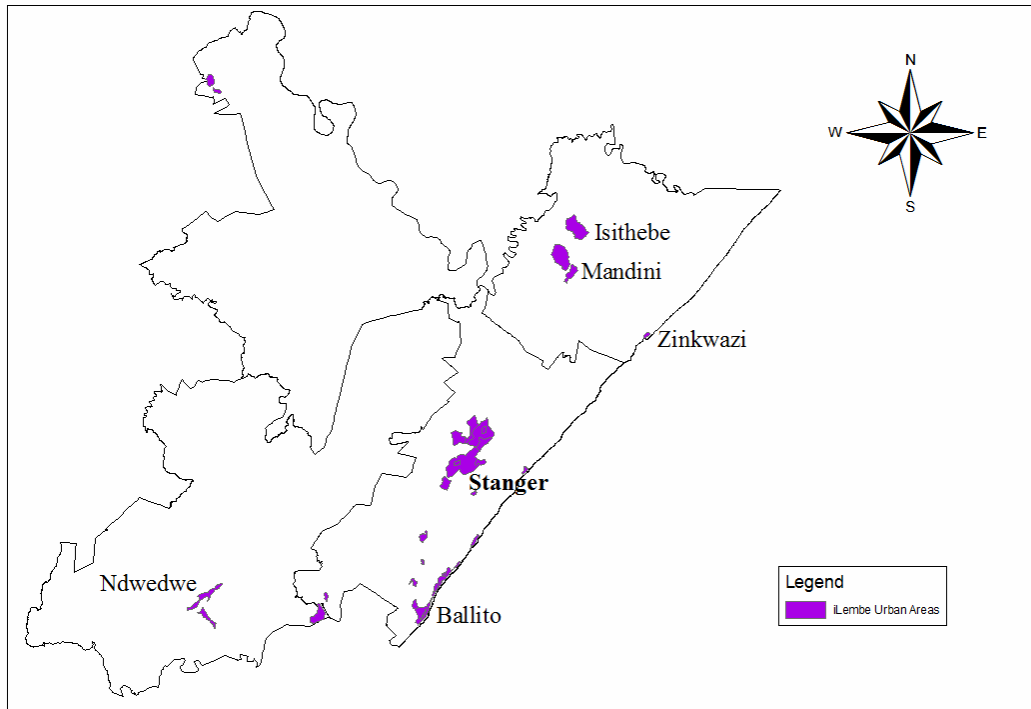 N
W
E
S
Isithebe
Mandini
Zinkwazi
Stanger
Ndwedwe
Ballito
Legend
iLembe Urban Areas